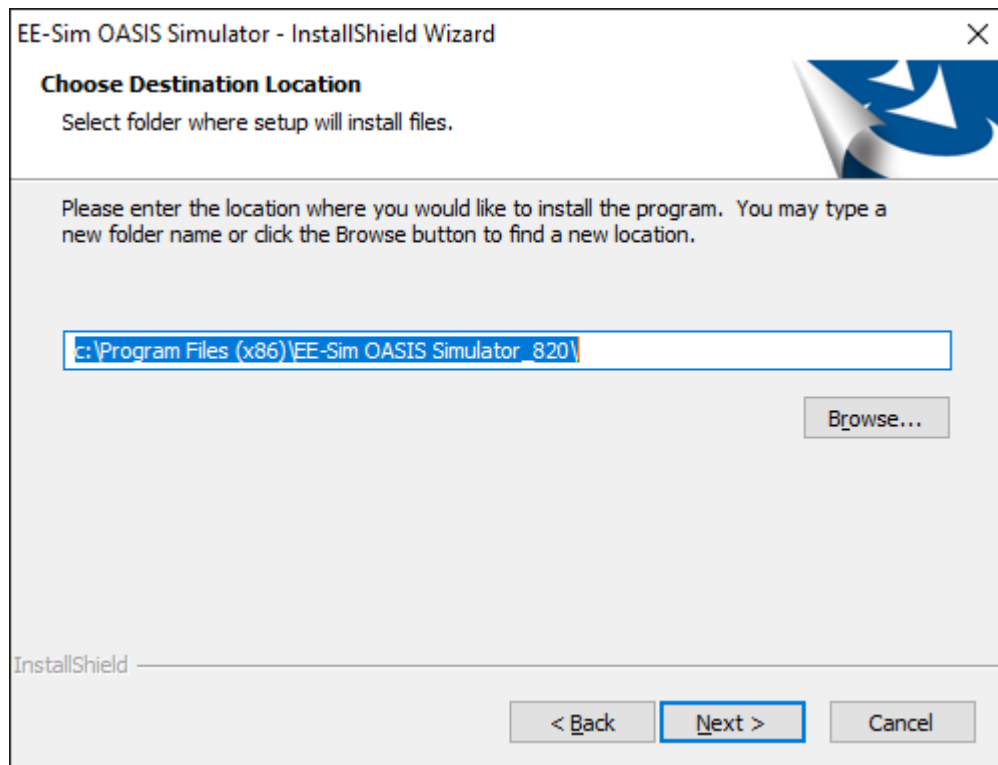 EE-Sim OASIS Simulator - InstallShield Wizard
Choose Destination Location
Select folder where setup will install files.
Please enter the location where you would like to install the program.  You may type a
new folder name or click the Browse button to find a new location.
c:\Program Files (x86)\EE-Sim OASIS Simulator_820\
Browse...
InstallShield
< Back
Next >
Cancel